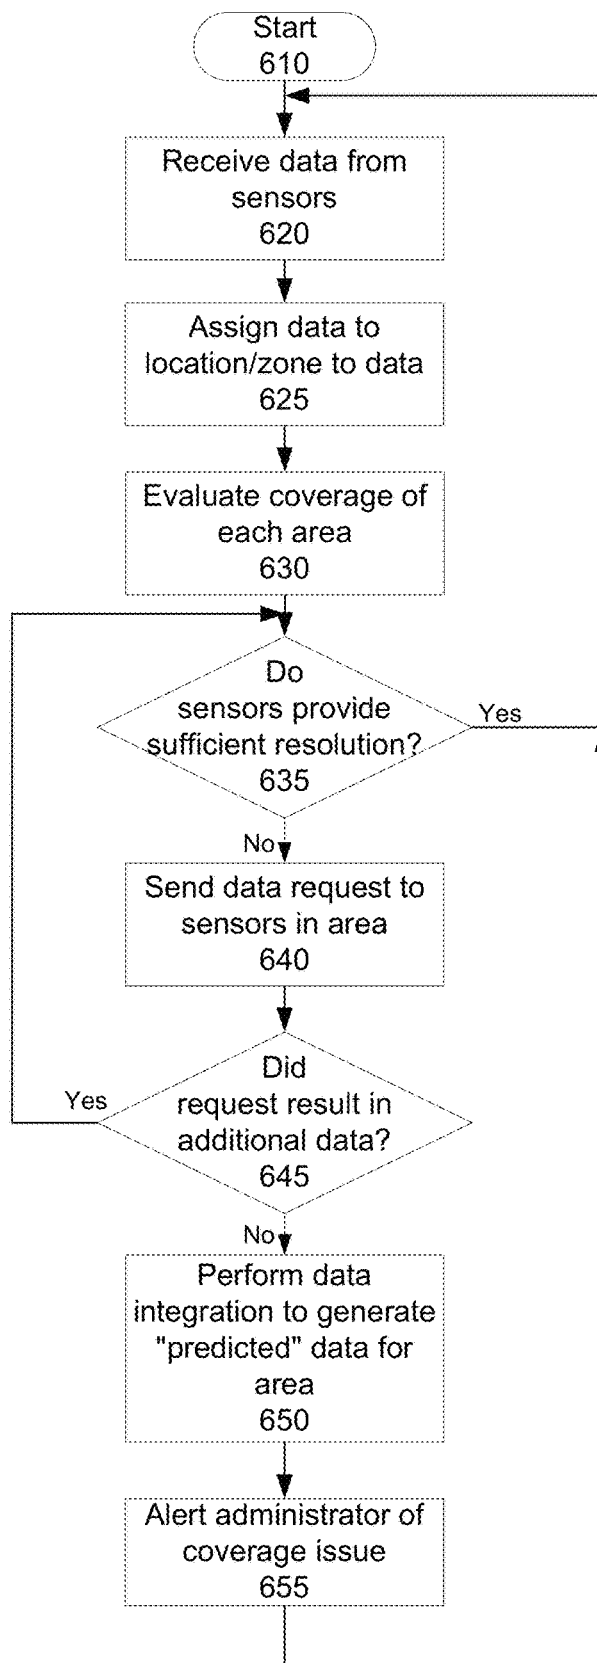 Start
610
Receive data from
sensors
620
Assign data to
location/zone to data
625
Evaluate coverage of
each area
630
Do
sensors provide
sufficient resolution?
635
Yes
No
Send data request to
sensors in area
640
Did
request result in
additional data?
645
Yes
No
Perform data
integration to generate
"predicted" data for
area
650
Alert administrator of
coverage issue
655